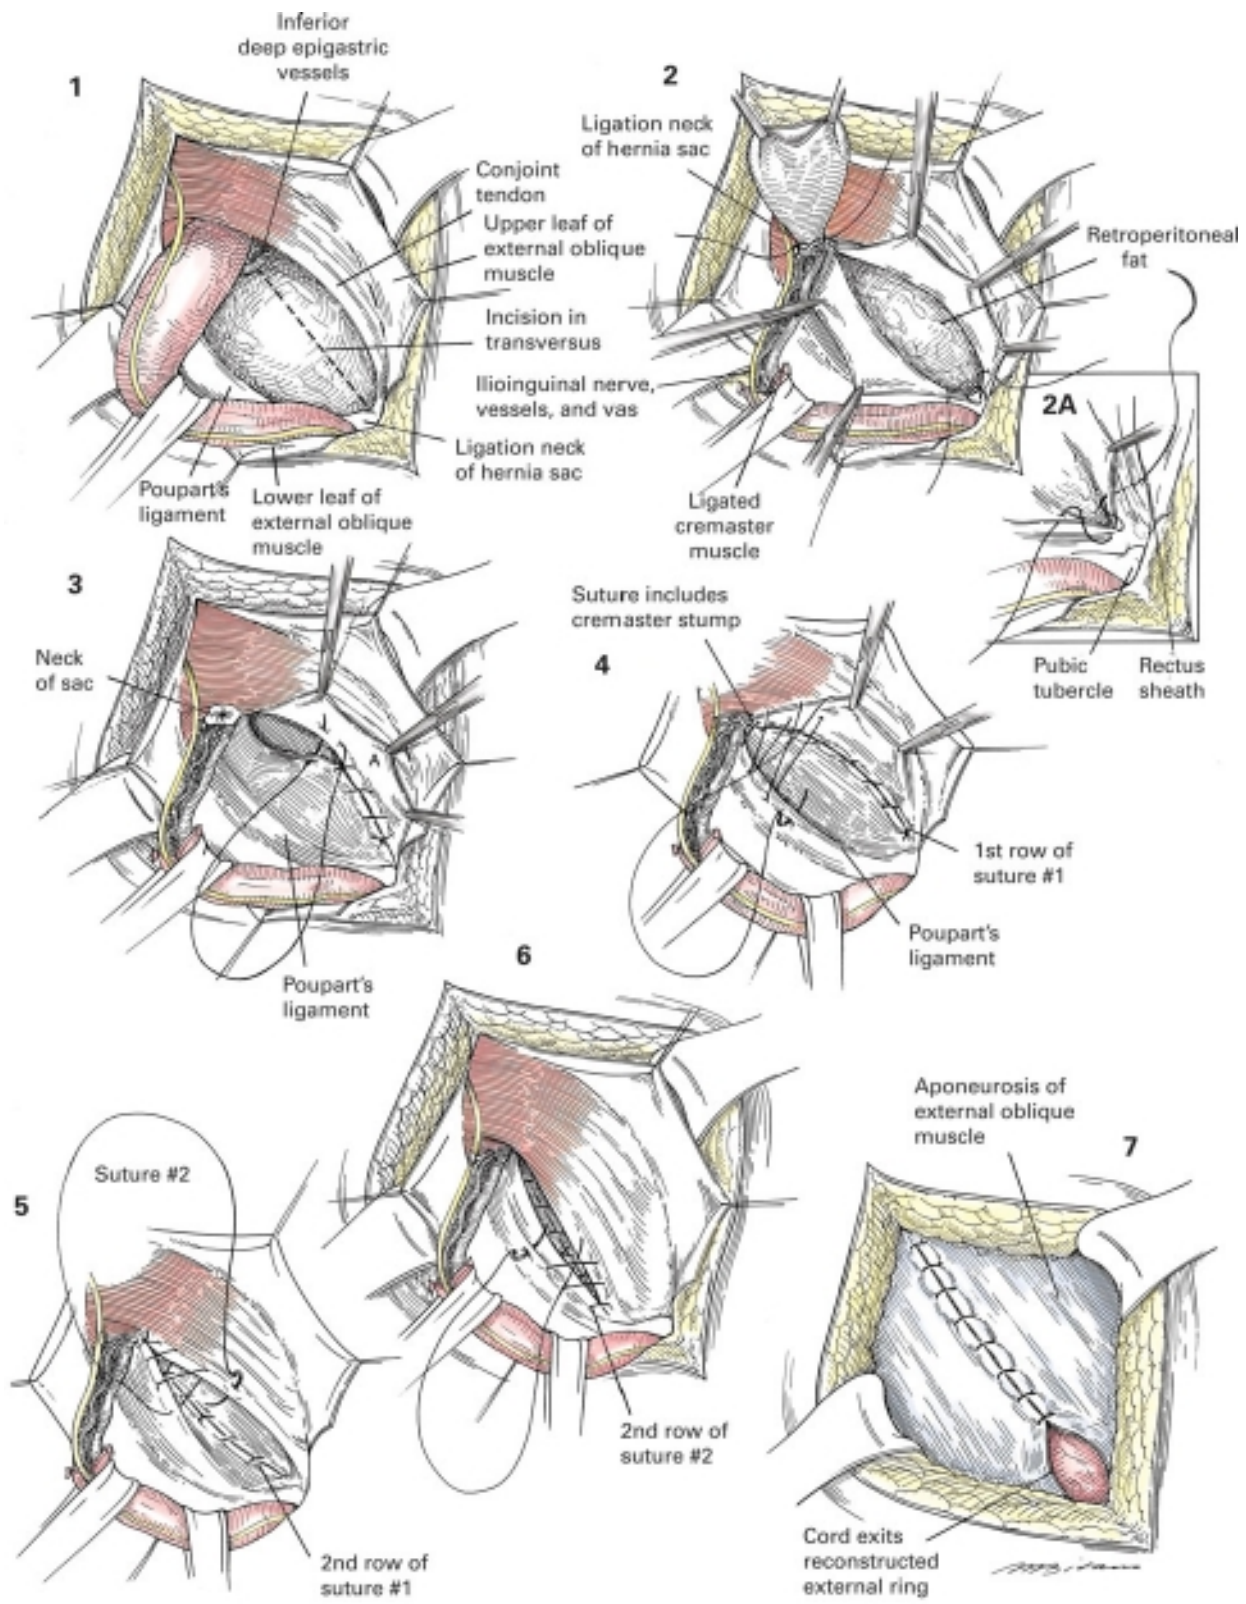 Inferior
deep epigastric
vessels
1
Conjoint
tendon
Upper leaf of
external oblique
muscle
Incision in
transversus
Ilioinguinal nerve,
vessels, and vas
Ligation neck
of hernia sac
Poupart's
ligament
Lower leaf of
external oblique
muscle
2
Ligation neck
of hernia sac
Retroperitoneal
fat
Ligated
cremaster
muscle
2A
Pubic
tubercle
Rectus
sheath
3
Neck
of sac
A
Poupart's
ligament
4
Suture includes
cremaster stump
1st row of
suture #1
Poupart's
ligament
5
Suture #2
2nd row of
suture #1
6
2nd row of
suture #2
7
Aponeurosis of
external oblique
muscle
Cord exits
reconstructed
external ring